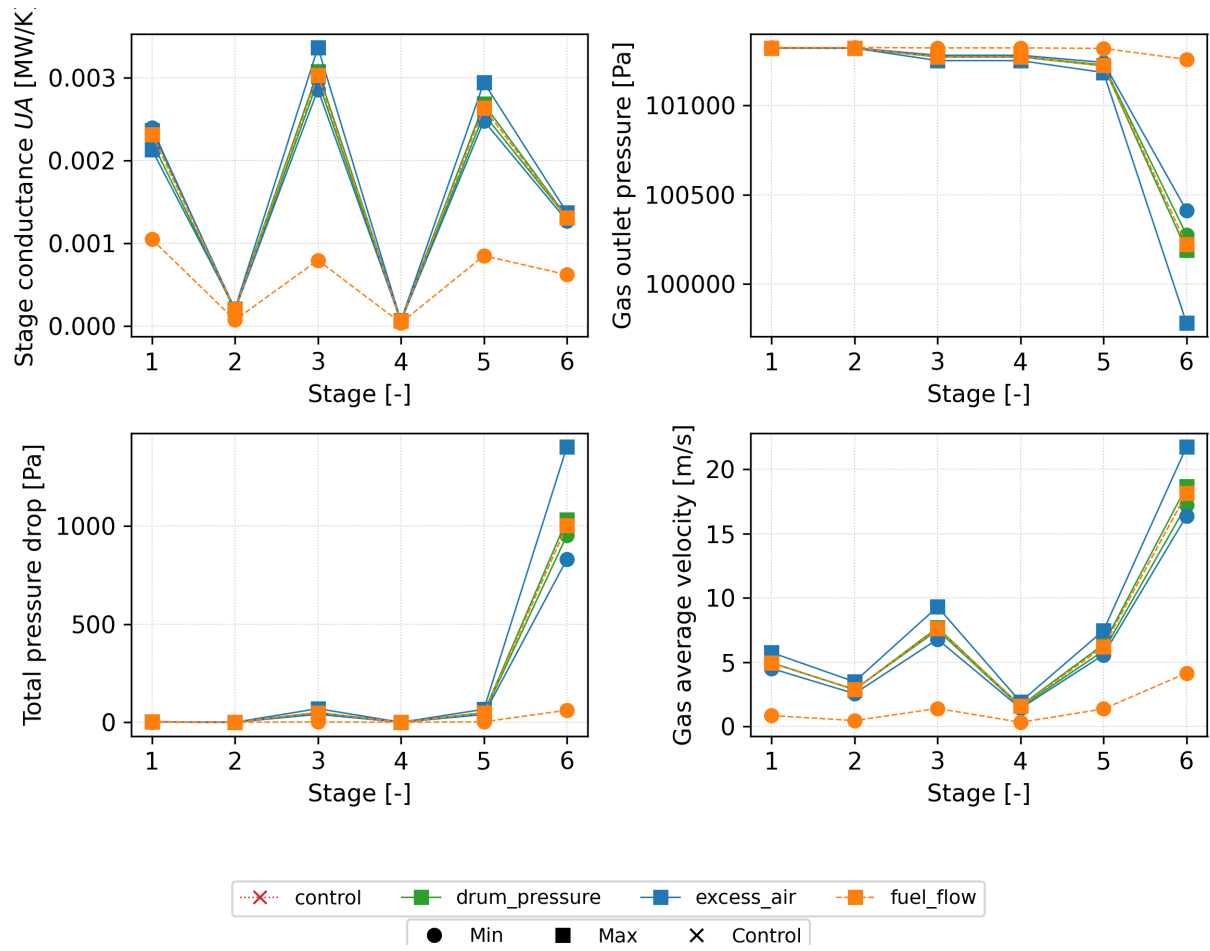 Stage conductance UA [MW/K]
0.003
0.002
0.001
0.000
1 2 3 4 5 6
Stage [-]
Gas outlet pressure [Pa]
101000
100500
100000
1 2 3 4 5 6
Stage [-]
Total pressure drop [Pa]
1000
500
0
1 2 3 4 5 6
Stage [-]
Gas average velocity [m/s]
20
15
10
5
0
1 2 3 4 5 6
Stage [-]
control drum_pressure excess_air fuel_flow
Min Max Control